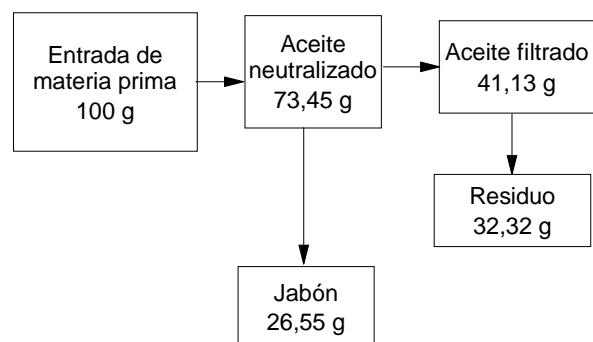 Entrada de
materia prima
100 g
Aceite
neutralizado
73,45 g
Aceite filtrado
41,13 g
Residuo
32,32 g
Jabón
26,55 g